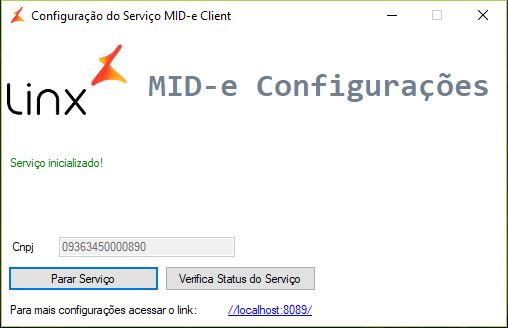 Configuração do Serviço MID-e Client
Linx
MID-e Configurações
Serviço inicializado!
Cnpj 09363450000890
Parar Serviço Verifica Status do Serviço
Para mais configurações acessar o link: //localhost:8089/